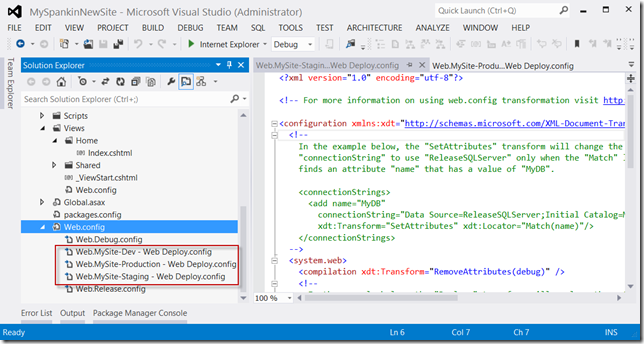 MySpankinNewSite - Microsoft Visual Studio (Administrator)
Quick Launch (Ctrl+Q)
FILE EDIT VIEW PROJECT BUILD DEBUG TEAM SQL TOOLS TEST ARCHITECTURE ANALYZE WINDOW HELP
Internet Explorer Debug
Team Explorer
Solution Explorer
Search Solution Explorer (Ctrl+;)
Scripts
Views
Home
Index.cshtml
Shared
_ViewStart.cshtml
Web.config
Global.asax
packages.config
Web.config
Web.Debug.config
Web.MySite-Dev - Web Deploy.config
Web.MySite-Production - Web Deploy.config
Web.MySite-Staging - Web Deploy.config
Web.Release.config
Web.MySite-Stagin...Web Deploy.config Web.MySite-Produ...Web Deploy.config
<?xml version="1.0" encoding="utf-8"?>
<!-- For more information on using web.config transformation visit http
<configuration xmlns:xdt="http://schemas.microsoft.com/XML-Document-Tran
<!--
In the example below, the "SetAttributes" transform will change the
"connectionString" to use "ReleaseSQLServer" only when the "Match" l
finds an attribute "name" that has a value of "MyDB".
<connectionStrings>
<add name="MyDB"
connectionString="Data Source=ReleaseSQLServer;Initial Catalog=M
xdt:Transform="SetAttributes" xdt:Locator="Match(name)"/>
</connectionStrings>
-->
<system.web>
<compilation xdt:Transform="RemoveAttributes(debug)" />
<!--
100 %
Error List Output Package Manager Console
Ready Ln 6 Col 7 Ch 7 INS